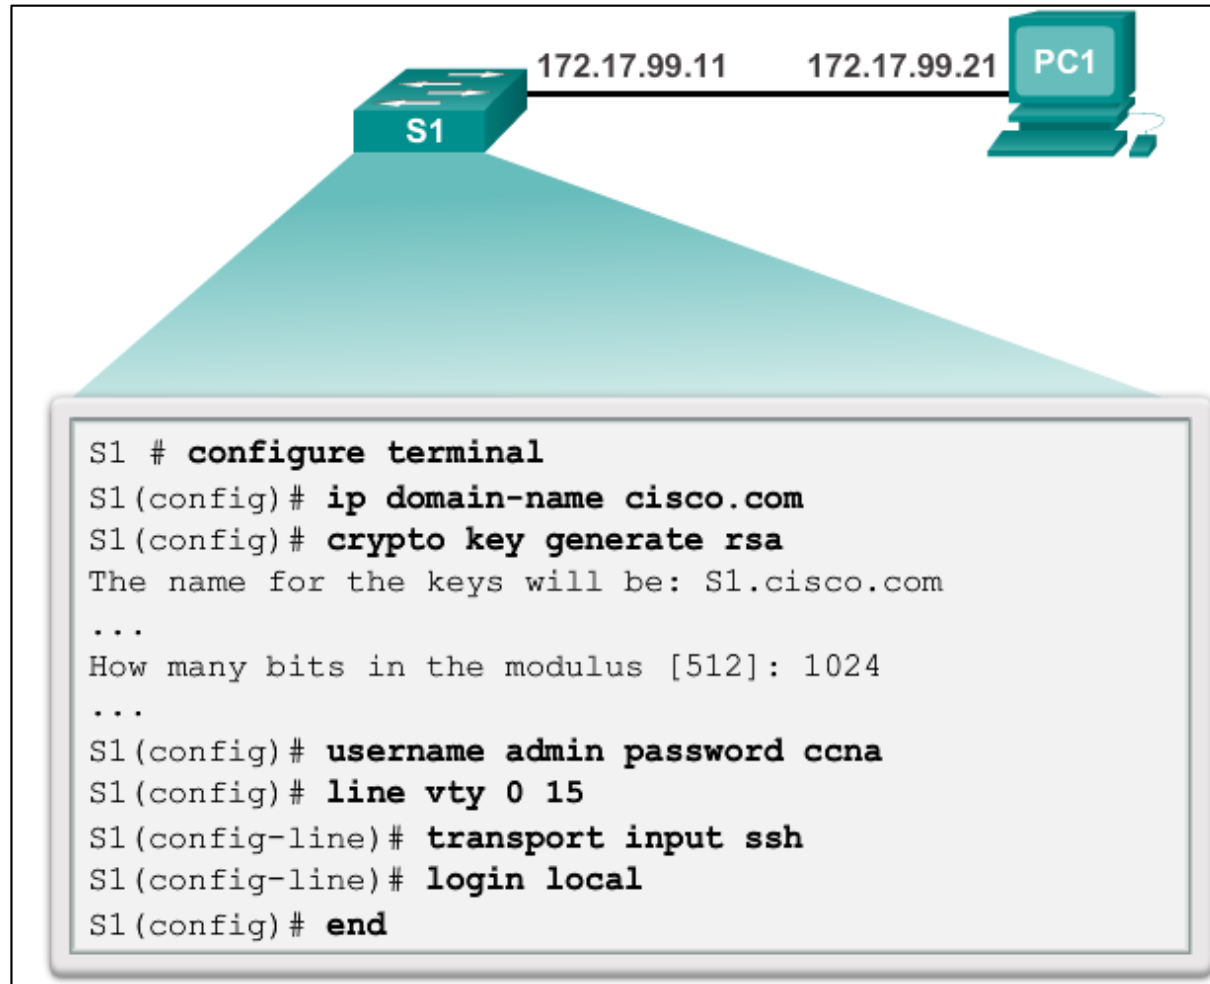 172.17.99.11 172.17.99.21 PC1
S1
S1 # configure terminal
S1(config)# ip domain-name cisco.com
S1(config)# crypto key generate rsa
The name for the keys will be: S1.cisco.com
...
How many bits in the modulus [512]: 1024
...
S1(config)# username admin password ccna
S1(config)# line vty 0 15
S1(config-line)# transport input ssh
S1(config-line)# login local
S1(config)# end